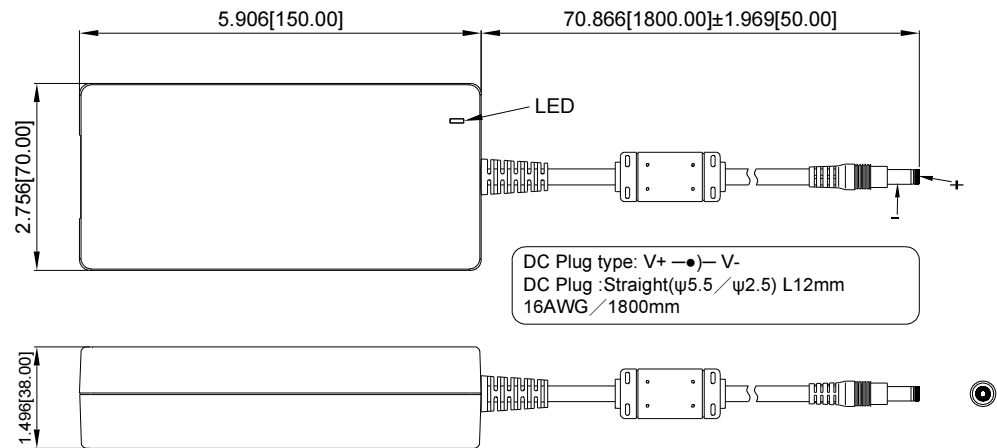 5.906[150.00]
70.866[1800.00]±1.969[50.00]
2.756[70.00]
LED
+
-
DC Plug type: V+ —●)— V-
DC Plug :Straight(ψ5.5／ψ2.5) L12mm
16AWG／1800mm
1.496[38.00]